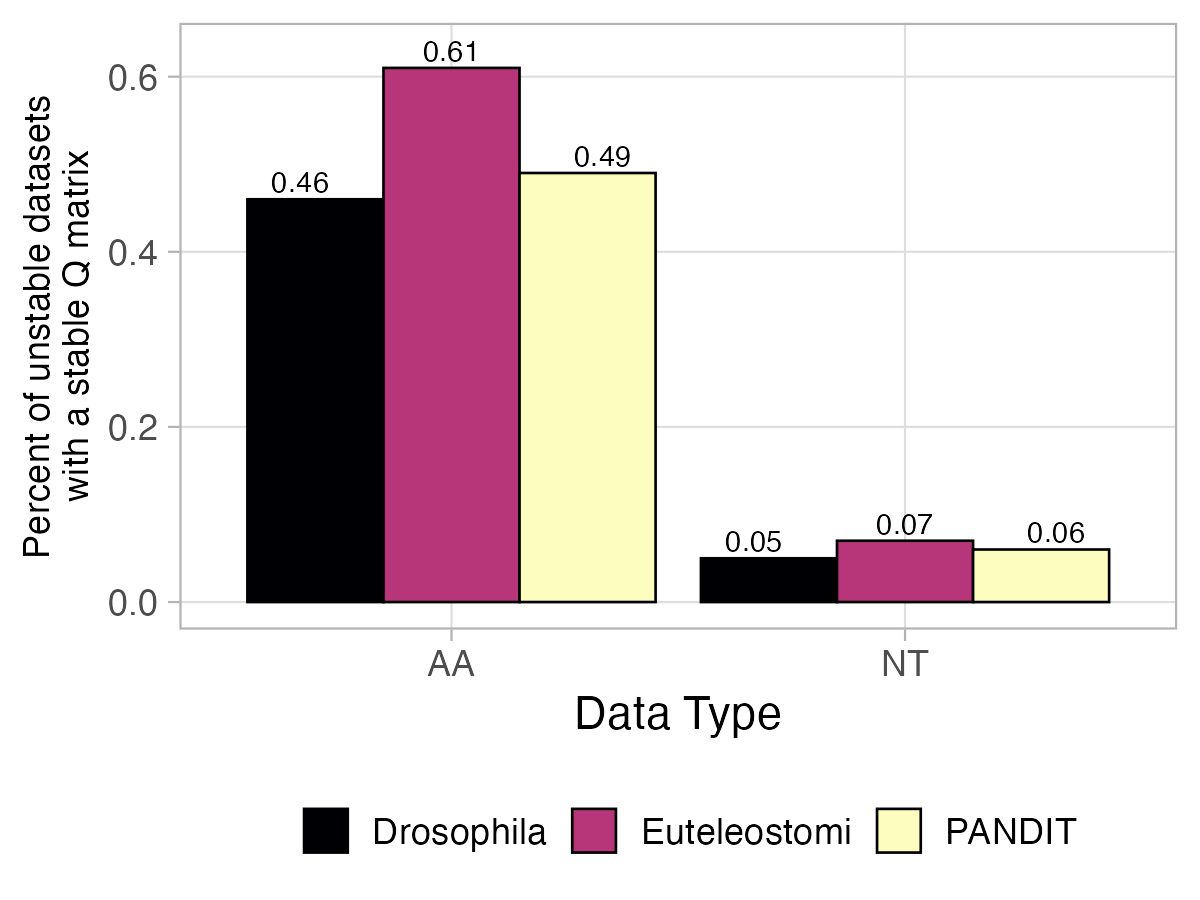 Percent of unstable datasets
with a stable Q matrix
0.6
0.4
0.2
0.0
0.46
0.61
0.49
0.05
0.07
0.06
AA
NT
Data Type
Drosophila
Euteleostomi
PANDIT